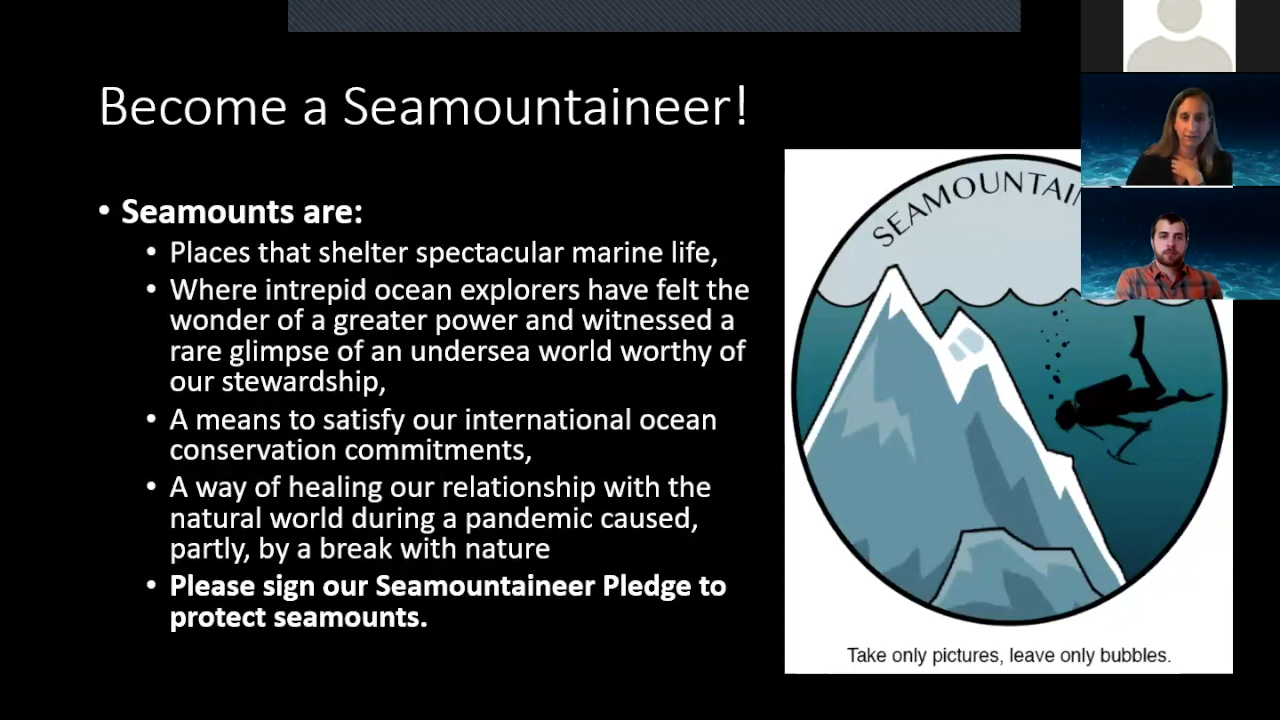 Become a Seamountaineer!
• Seamounts are:
• Places that shelter spectacular marine life,
• Where intrepid ocean explorers have felt the
wonder of a greater power and witnessed a
rare glimpse of an undersea world worthy of
our stewardship,
• A means to satisfy our international ocean
conservation commitments,
• A way of healing our relationship with the
natural world during a pandemic caused,
partly, by a break with nature
• Please sign our Seamountaineer Pledge to
protect seamounts.
SEAMOUNTAI
Take only pictures, leave only bubbles.